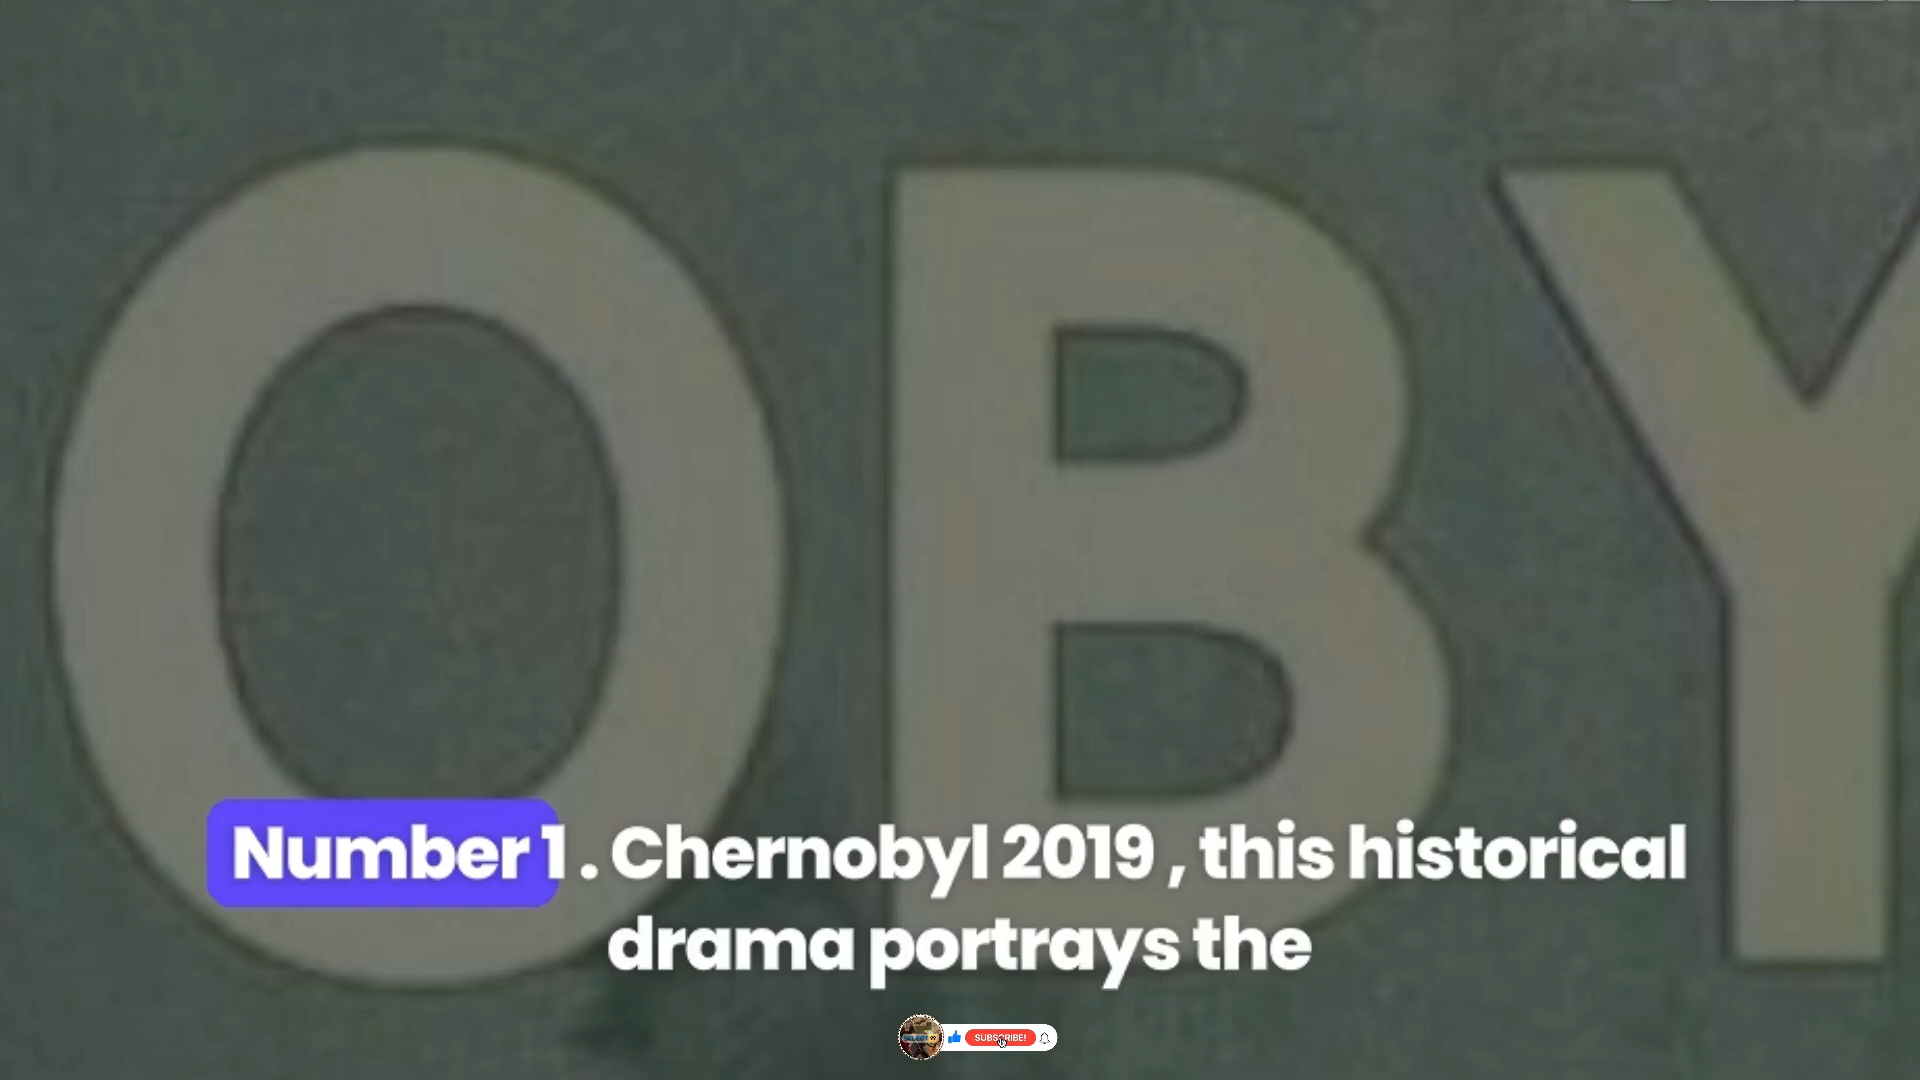 OBY
Number 1 . Chernobyl 2019 , this historical
drama portrays the
SUBSCRIBE!